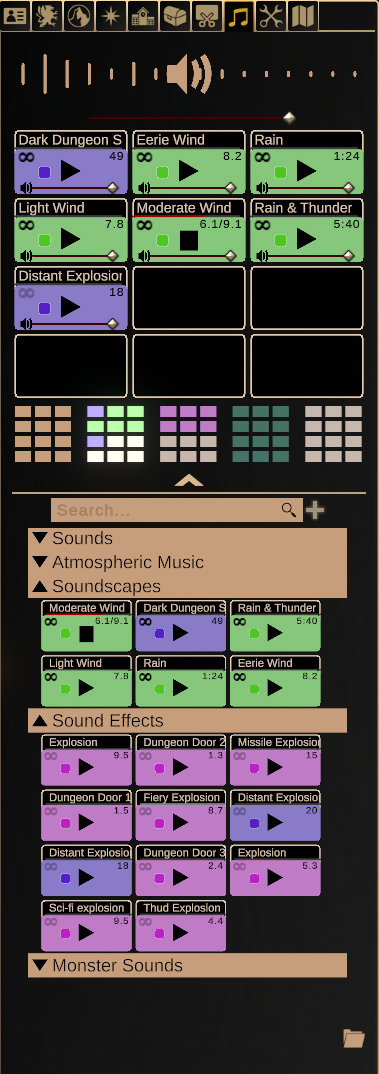 Dark Dungeon S Eerie Wind Rain
49 8.2 1:24
Light Wind Moderate Wind Rain & Thunder
7.8 6.1/9.1 5:40
Distant Explosion
18
Search...
Sounds
Atmospheric Music
Soundscapes
Moderate Wind Dark Dungeon S Rain & Thunder
6.1/9.1 49 5:40
Light Wind Rain Eerie Wind
7.8 1:24 8.2
Sound Effects
Explosion Dungeon Door 2 Missile Explosion
9.5 1.3 15
Dungeon Door 1 Fiery Explosion Distant Explosio
1.5 8.7 20
Distant Explosio Dungeon Door 3 Explosion
18 2.4 5.3
Sci-fi explosion Thud Explosion
9.5 4.4
Monster Sounds